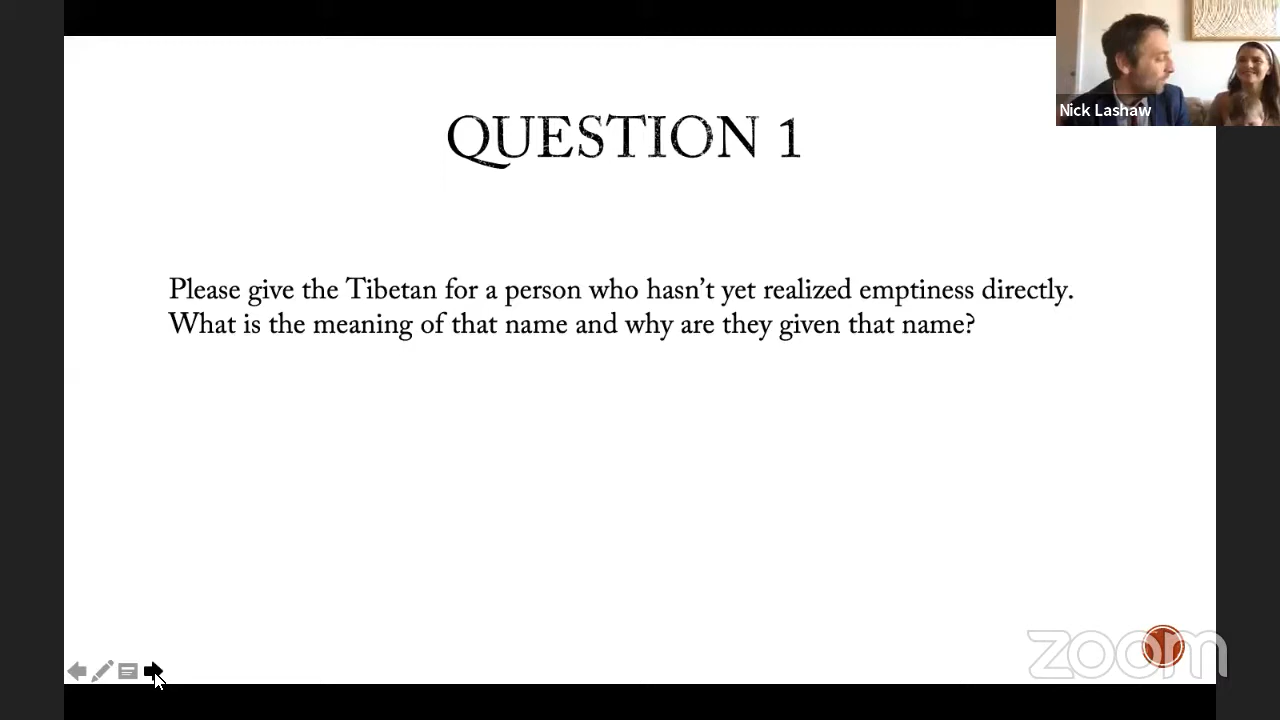 Nick Lashaw
QUESTION 1
Please give the Tibetan for a person who hasn’t yet realized emptiness directly.
What is the meaning of that name and why are they given that name?
zoom